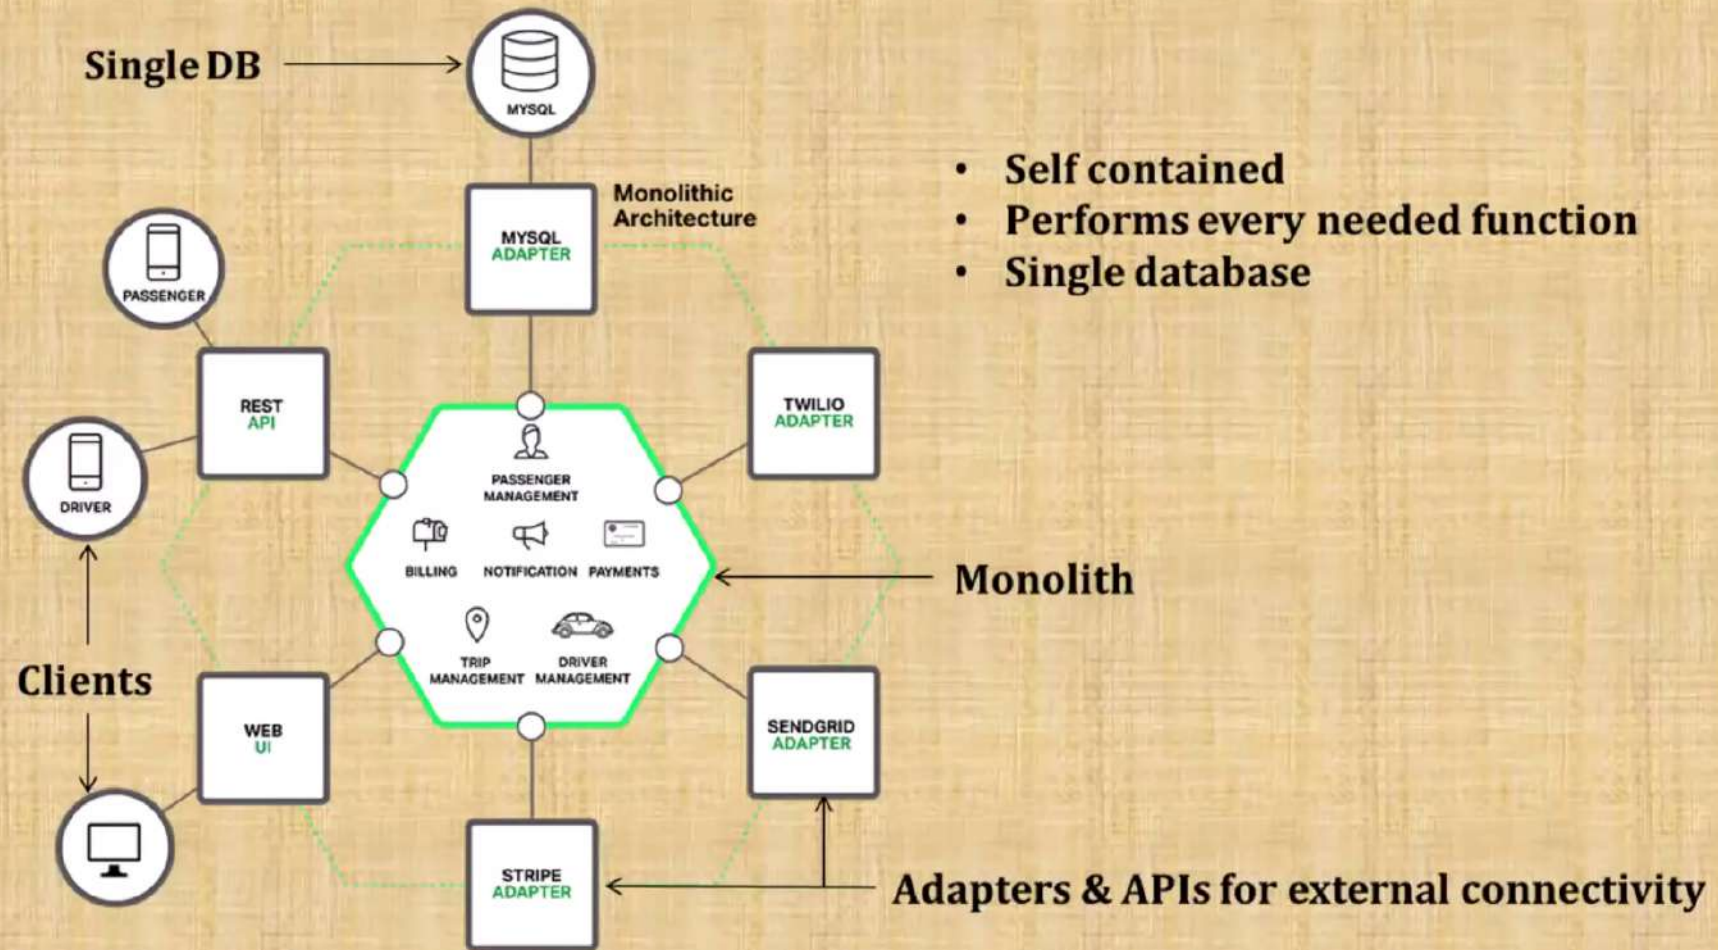 Single DB
MYSQL
Monolithic
Architecture
MYSQL
ADAPTER
• Self contained
• Performs every needed function
• Single database
PASSENGER
REST
API
TWILIO
ADAPTER
DRIVER
PASSENGER
MANAGEMENT
BILLING
NOTIFICATION
PAYMENTS
Monolith
TRIP
MANAGEMENT
DRIVER
MANAGEMENT
Clients
WEB
UI
SENDGRID
ADAPTER
STRIPE
ADAPTER
Adapters & APIs for external connectivity